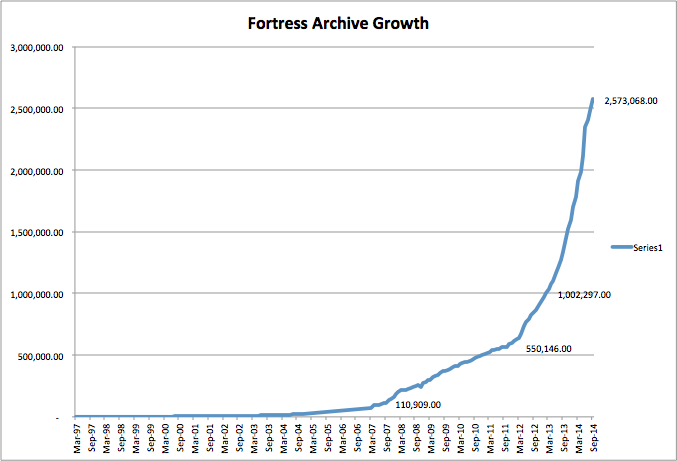 Fortress Archive Growth
3,000,000.00
2,500,000.00
2,000,000.00
1,500,000.00
1,000,000.00
500,000.00
-
2,573,068.00
Series1
1,002,297.00
550,146.00
110,909.00
Mar-97
Sep-97
Mar-98
Sep-98
Mar-99
Sep-99
Mar-00
Sep-00
Mar-01
Sep-01
Mar-02
Sep-02
Mar-03
Sep-03
Mar-04
Sep-04
Mar-05
Sep-05
Mar-06
Sep-06
Mar-07
Sep-07
Mar-08
Sep-08
Mar-09
Sep-09
Mar-10
Sep-10
Mar-11
Sep-11
Mar-12
Sep-12
Mar-13
Sep-13
Mar-14
Sep-14